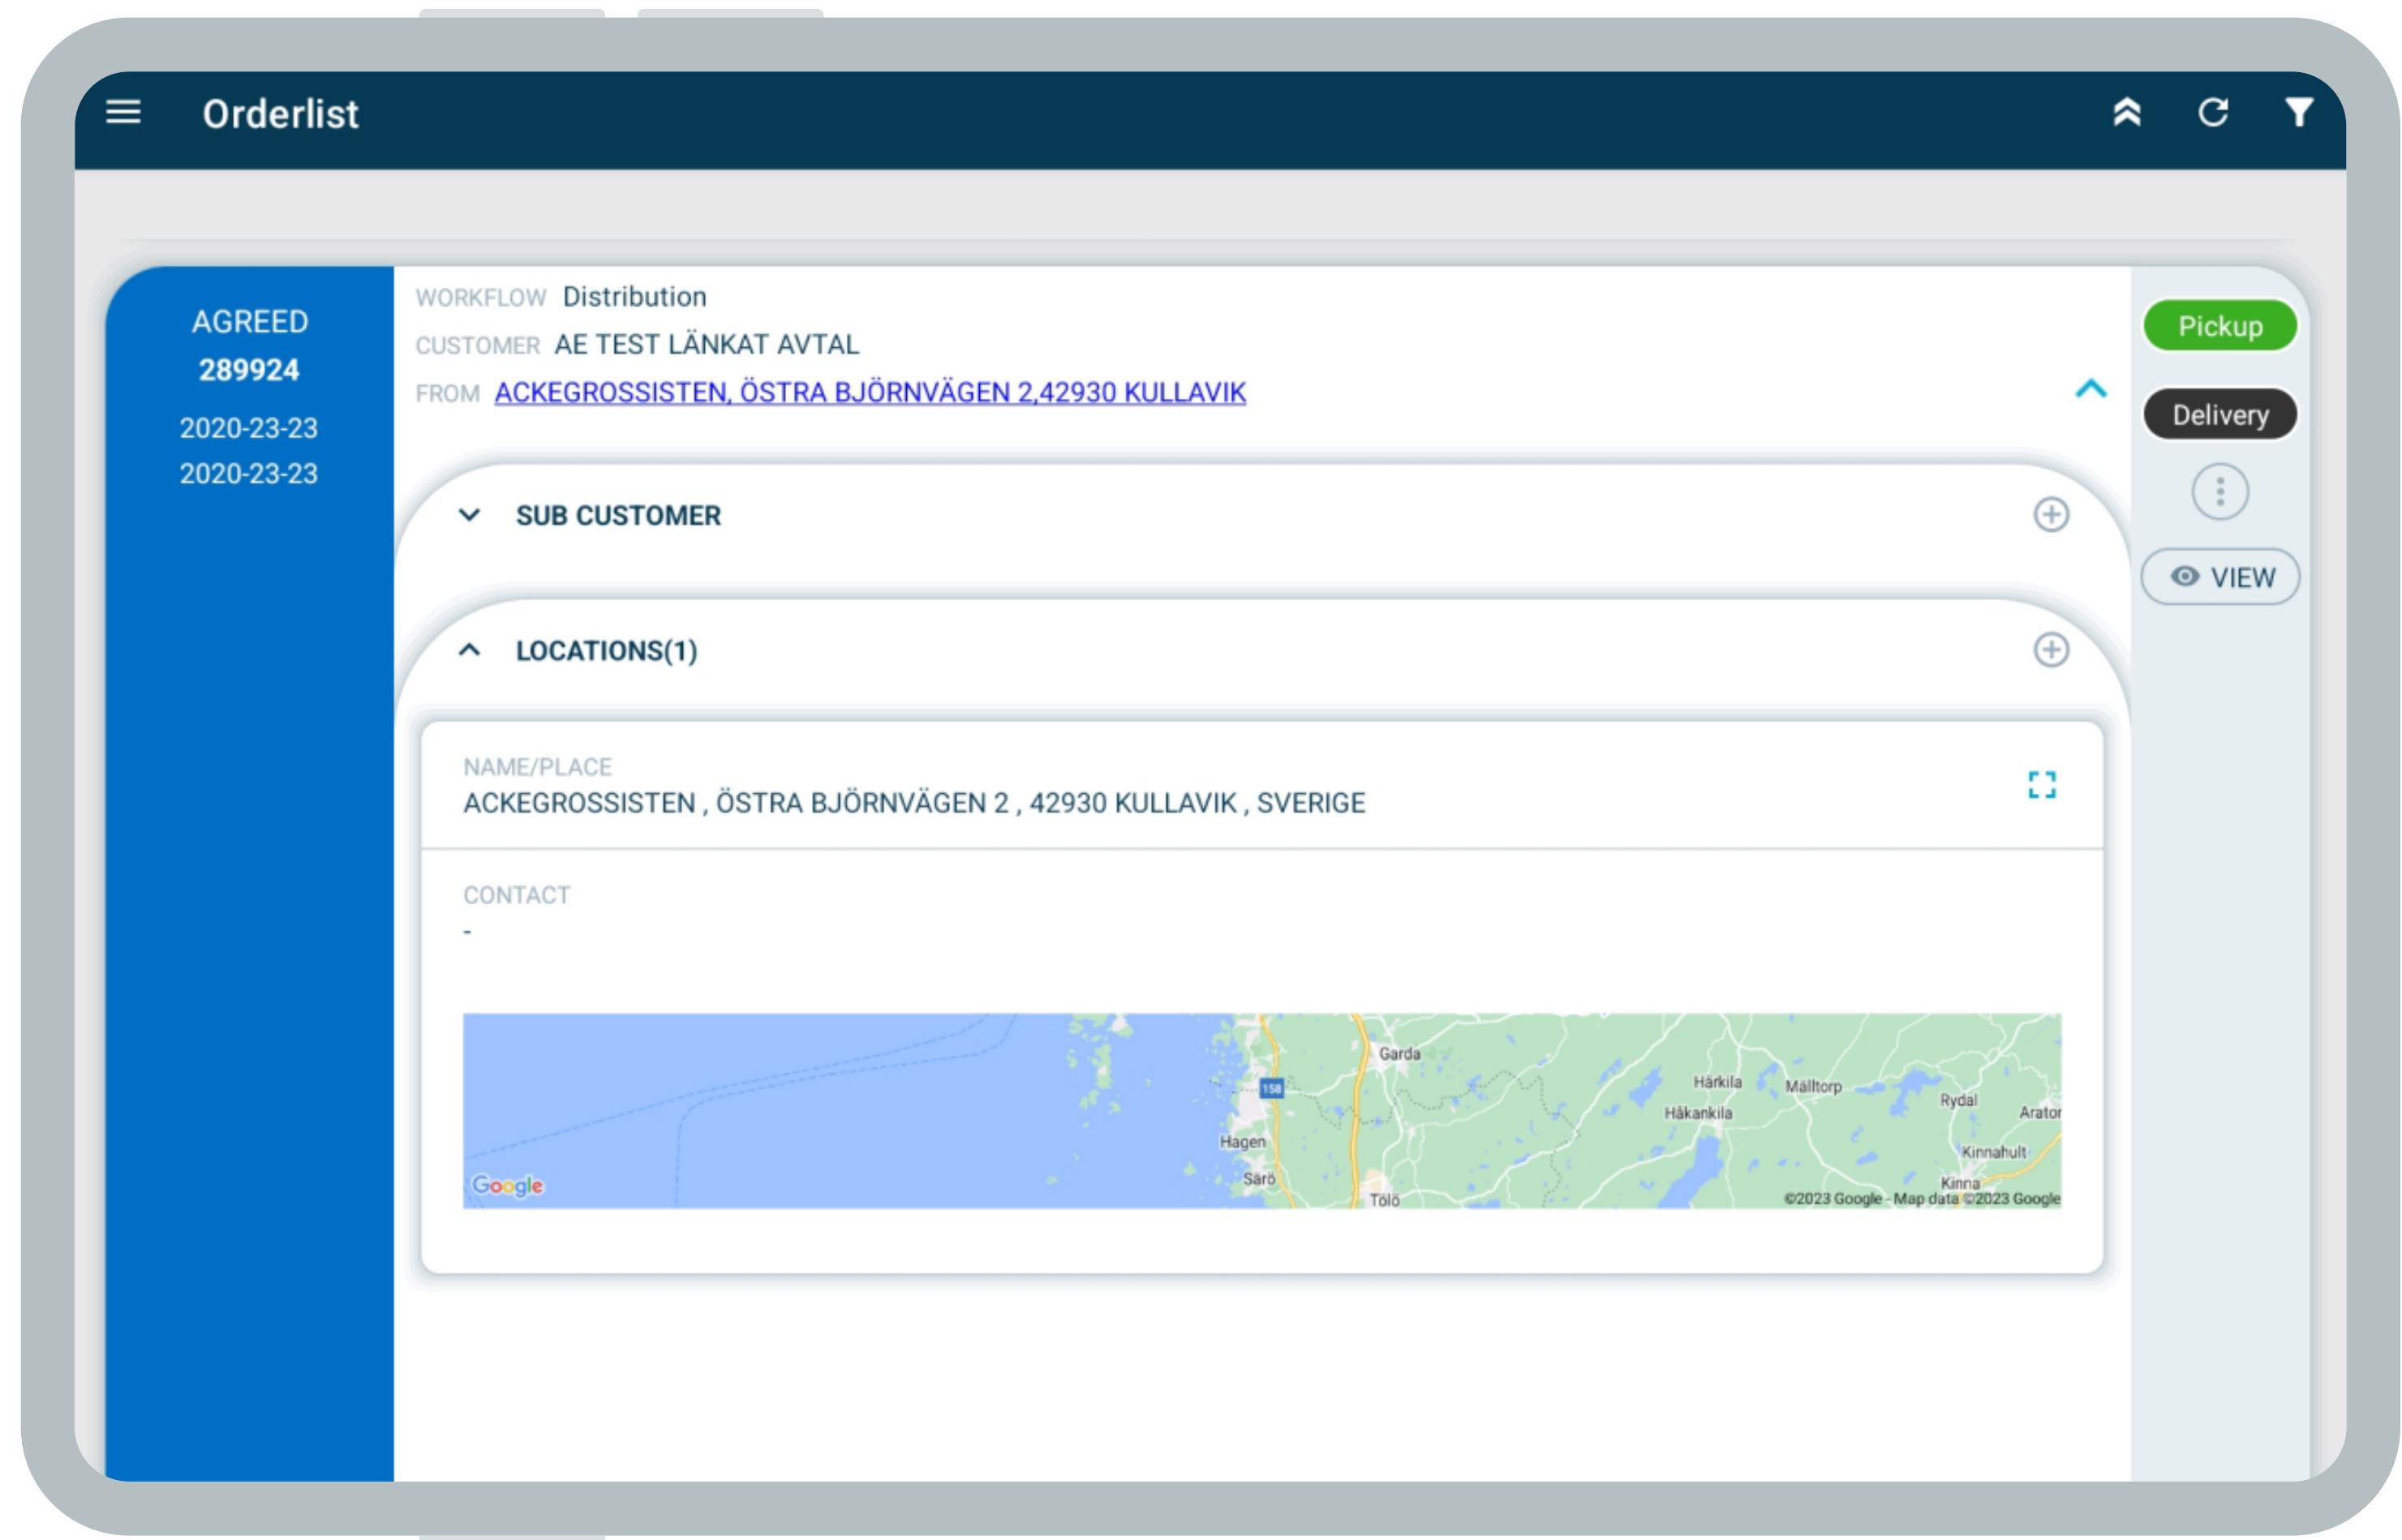 Orderlist
AGREED
289924
2020-23-23
2020-23-23
WORKFLOW Distribution
CUSTOMER AE TEST LÄNKAT AVTAL
FROM ACKEGROSSISTEN, ÖSTRA BJÖRNVÄGEN 2,42930 KULLAVIK
Pickup
Delivery
VIEW
SUB CUSTOMER
LOCATIONS(1)
NAME/PLACE
ACKEGROSSISTEN , ÖSTRA BJÖRNVÄGEN 2 , 42930 KULLAVIK , SVERIGE
CONTACT
-
Garda
158
Härkila
Mälltorp
Håkankila
Rydal
Arator
Hagen
Kinnahult
Särö
Kinna
Tölö
Google
©2023 Google - Map data ©2023 Google